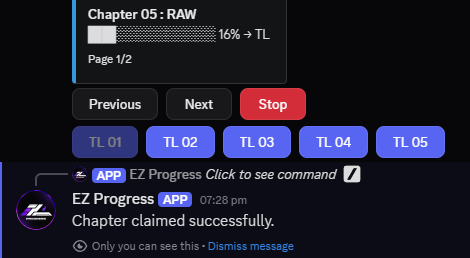 Chapter 05 : RAW
16% → TL
Page 1/2
Previous Next Stop
TL 01 TL 02 TL 03 TL 04 TL 05
APP EZ Progress Click to see command
EZ Progress APP 07:28 pm
Chapter claimed successfully.
Only you can see this • Dismiss message